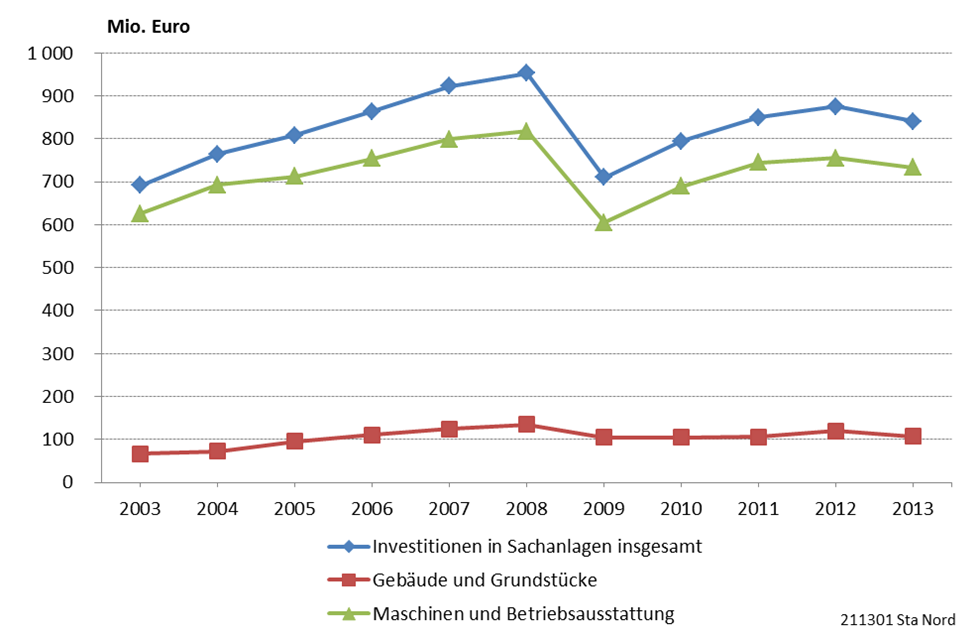 Mio. Euro
1 000
900
800
700
600
500
400
300
200
100
0
2003 2004 2005 2006 2007 2008 2009 2010 2011 2012 2013
Investitionen in Sachanlagen insgesamt
Gebäude und Grundstücke
Maschinen und Betriebsausstattung
211301 Sta Nord